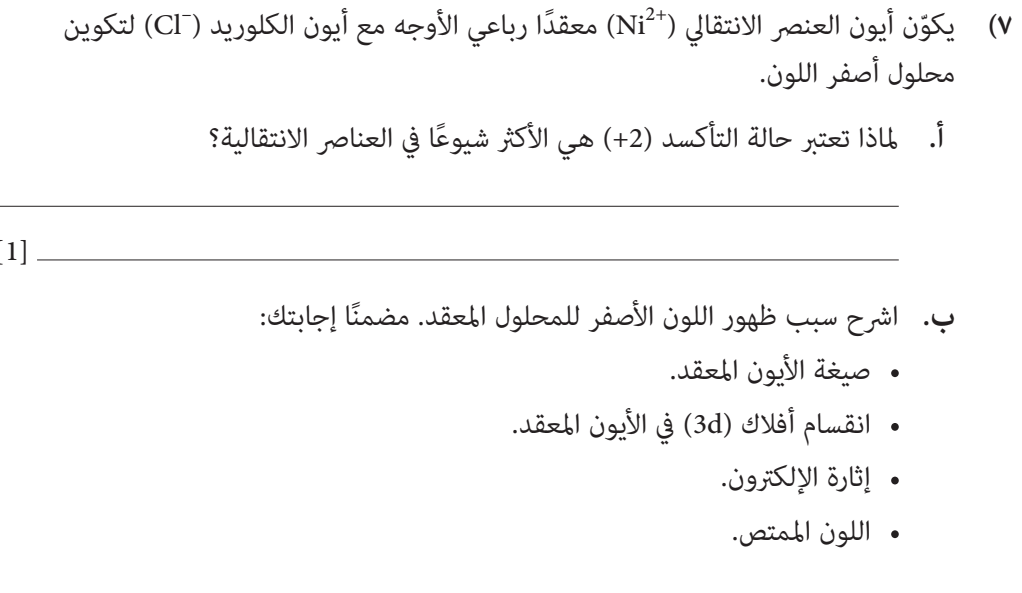 ٧) يكوّن أيون العنصر الانتقالي (Ni²⁺) معقدًا رباعي الأوجه مع أيون الكلوريد (Cl⁻) لتكوين
محلول أصفر اللون.
أ. لماذا تعتبر حالة التأكسد (2+) هي الأكثر شيوعًا في العناصر الانتقالية؟
[1]
ب. اشرح سبب ظهور اللون الأصفر للمحلول المعقد. مضمنًا إجابتك:
• صيغة الأيون المعقد.
• انقسام أفلاك (3d) في الأيون المعقد.
• إثارة الإلكترون.
• اللون الممتص.